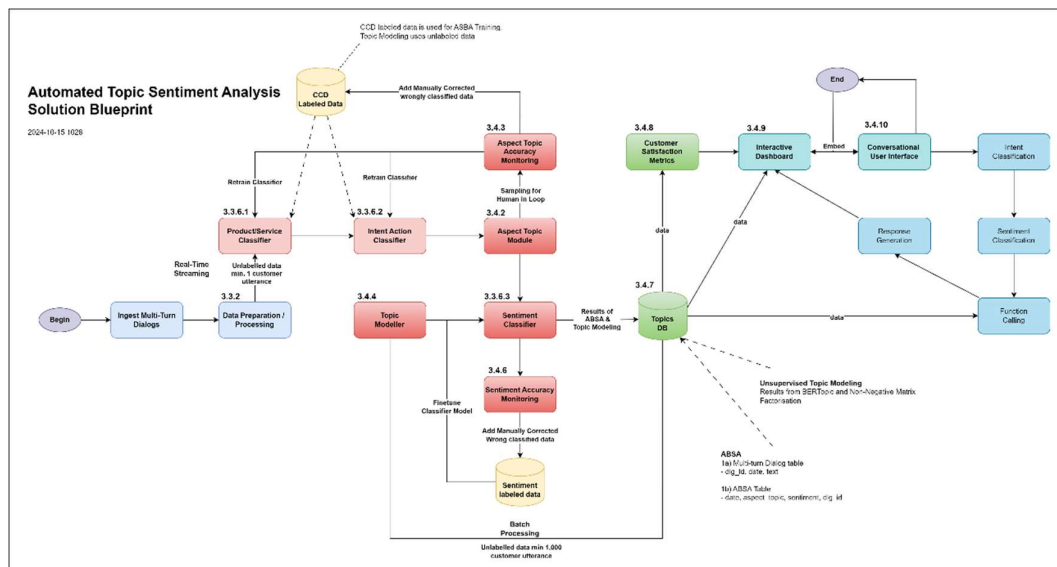 CCD labeled data is used for ASBA Training.
Topic Modeling uses unlabeled data
Automated Topic Sentiment Analysis
Solution Blueprint
2024-10-15 1028
CCD
Labeled Data
Add Manually Corrected
wrongly classified data
3.4.3
Aspect Topic
Accuracy
Monitoring
Retrain Classifier
Retrain Classifier
Sampling for
Human in Loop
3.3.6.1
Product/Service
Classifier
3.3.6.2
Intent Action
Classifier
3.4.2
Aspect Topic
Module
Real-Time
Streaming
Unlabelled data
min. 1 customer
utterance
Begin
Ingest Multi-Turn
Dialogs
3.3.2
Data Preparation /
Processing
3.4.4
Topic
Modeller
3.3.6.3
Sentiment
Classifier
Results of
ABSA &
Topic Modeling
3.4.7
Topics
DB
3.4.6
Sentiment Accuracy
Monitoring
Finetune
Classifier Model
Add Manually Corrected
Wrong classified data
Sentiment
labeled data
Batch
Processing
Unlabelled data min 1,000
customer utterance
3.4.8
Customer
Satisfaction
Metrics
3.4.9
Interactive
Dashboard
End
Embed
3.4.10
Conversational
User Interface
Intent
Classification
data
data
Response
Generation
Sentiment
Classification
data
Function
Calling
Unsupervised Topic Modeling
Results from BERTopic and Non-Negative Matrix
Factorisation
ABSA
1a) Multi-turn Dialog table
- dlg_id, date, text
1b) ABSA Table
- date, aspect_topic, sentiment, dlg_id